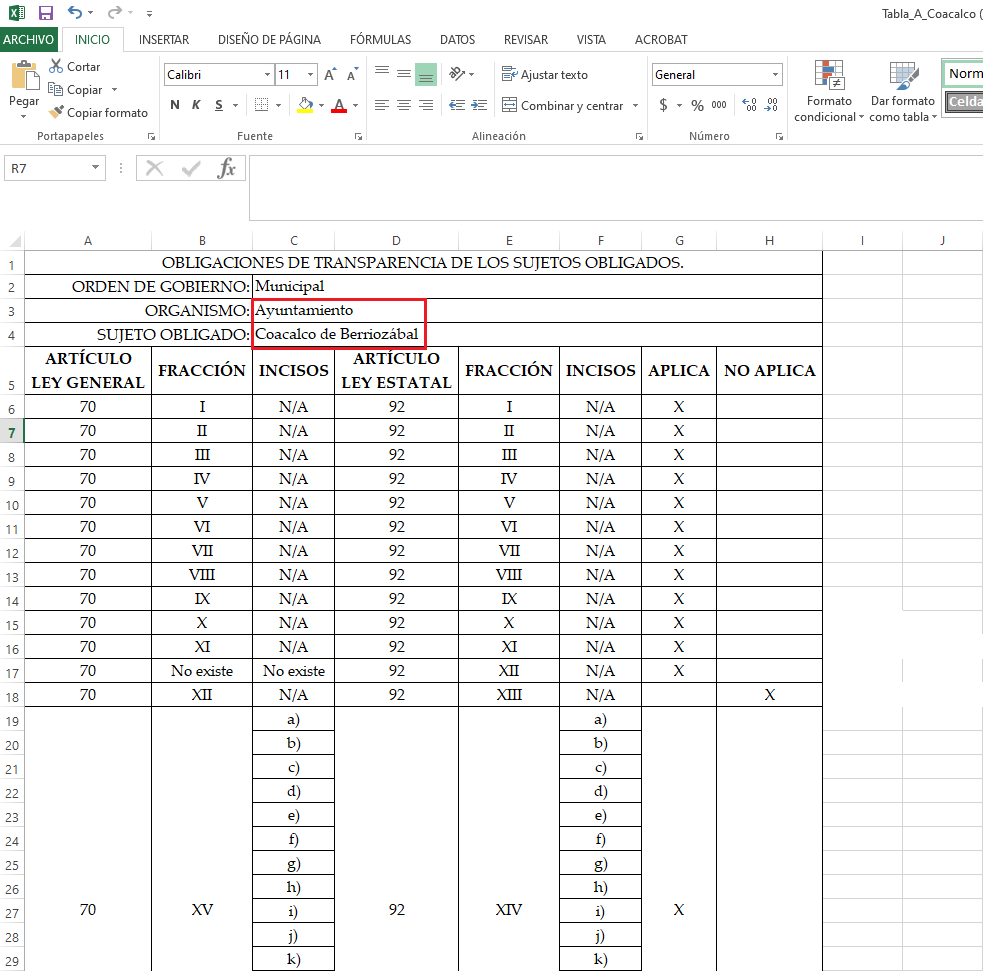 Tabla_A_Coacalco (
ARCHIVO INICIO INSERTAR DISEÑO DE PÁGINA FÓRMULAS DATOS REVISAR VISTA ACROBAT
Pegar
Cortar
Copiar
Copiar formato
Portapapeles
Calibri 11
N K S
Fuente
Ajustar texto
Combinar y centrar
Alineación
General
$ % 000
Número
Formato condicional
Dar formato como tabla
Norm
Celda
R7
A B C D E F G H I J
1 OBLIGACIONES DE TRANSPARENCIA DE LOS SUJETOS OBLIGADOS.
2 ORDEN DE GOBIERNO: Municipal
3 ORGANISMO: Ayuntamiento
4 SUJETO OBLIGADO: Coacalco de Berriozábal
5 ARTÍCULO LEY GENERAL FRACCIÓN INCISOS ARTÍCULO LEY ESTATAL FRACCIÓN INCISOS APLICA NO APLICA
6 70 I N/A 92 I N/A X
7 70 II N/A 92 II N/A X
8 70 III N/A 92 III N/A X
9 70 IV N/A 92 IV N/A X
10 70 V N/A 92 V N/A X
11 70 VI N/A 92 VI N/A X
12 70 VII N/A 92 VII N/A X
13 70 VIII N/A 92 VIII N/A X
14 70 IX N/A 92 IX N/A X
15 70 X N/A 92 X N/A X
16 70 XI N/A 92 XI N/A X
17 70 No existe No existe 92 XII N/A X
18 70 XII N/A 92 XIII N/A X
19 a) a)
20 b) b)
21 c) c)
22 d) d)
23 e) e)
24 f) f)
25 g) g)
26 h) h)
27 70 XV i) 92 XIV i) X
28 j) j)
29 k) k)